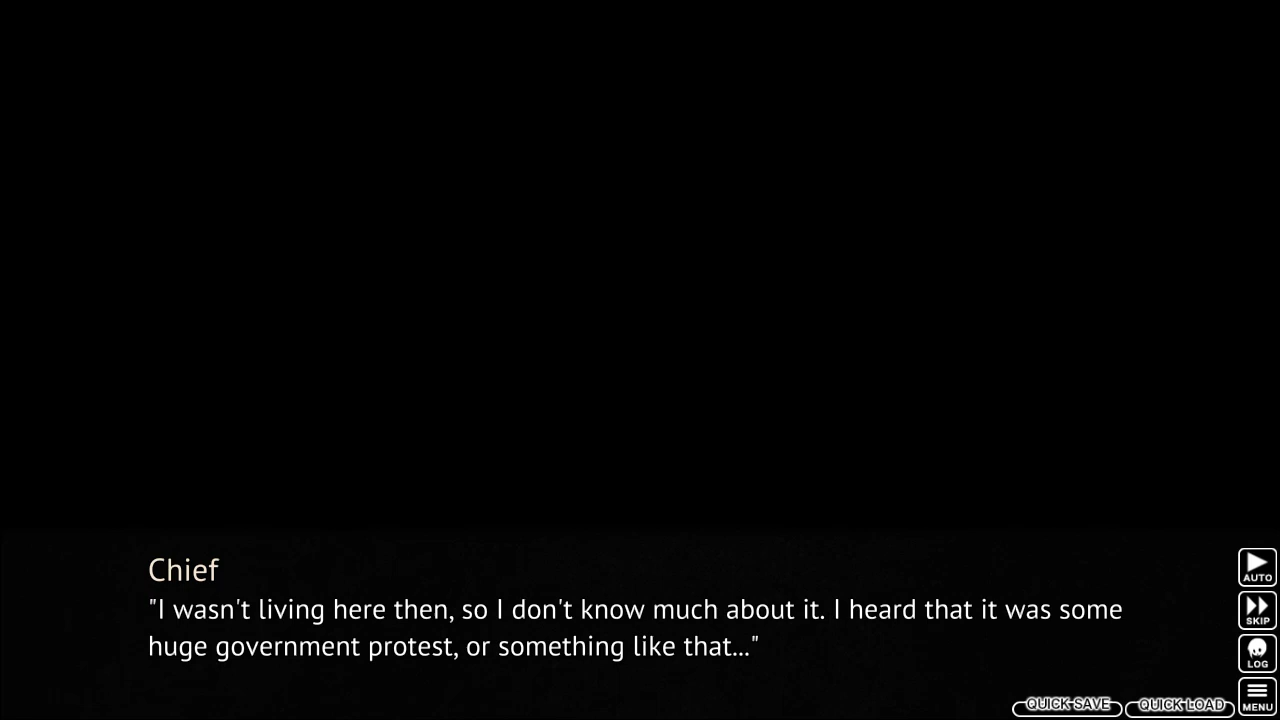 Chief
"I wasn't living here then, so I don't know much about it. I heard that it was some
huge government protest, or something like that..."
AUTO
SKIP
LOG
MENU
QUICK SAVE
QUICK LOAD